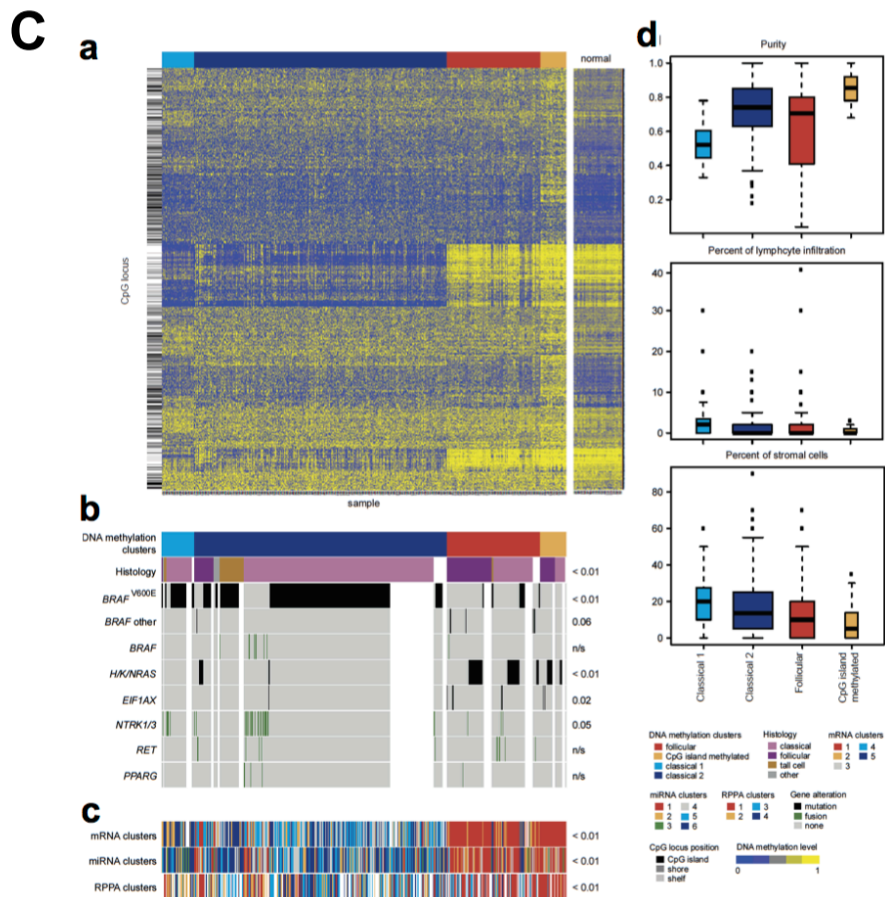 C
a
d
normal
CpG locus
sample
Purity
1.0
0.8
0.6
0.4
0.2
Percent of lymphcyte infiltration
40
30
20
10
0
Percent of stromal cells
80
60
40
20
0
Classical 1
Classical 2
Follicular
CpG island
methylated
b
DNA methylation
clusters
Histology < 0.01
BRAF V600E < 0.01
BRAF other 0.06
BRAF n/s
H/K/NRAS < 0.01
EIF1AX 0.02
NTRK1/3 0.05
RET n/s
PPARG n/s
c
mRNA clusters < 0.01
miRNA clusters < 0.01
RPPA clusters < 0.01
DNA methylation clusters
follicular
CpG island methylated
classical 1
classical 2
Histology
classical
follicular
tall cell
other
mRNA clusters
1 4
2 5
3
miRNA clusters
1 4
2 5
3 6
RPPA clusters
1 3
2 4
Gene alteration
mutation
fusion
none
CpG locus position
CpG island
shore
shelf
DNA methylation level
0 1